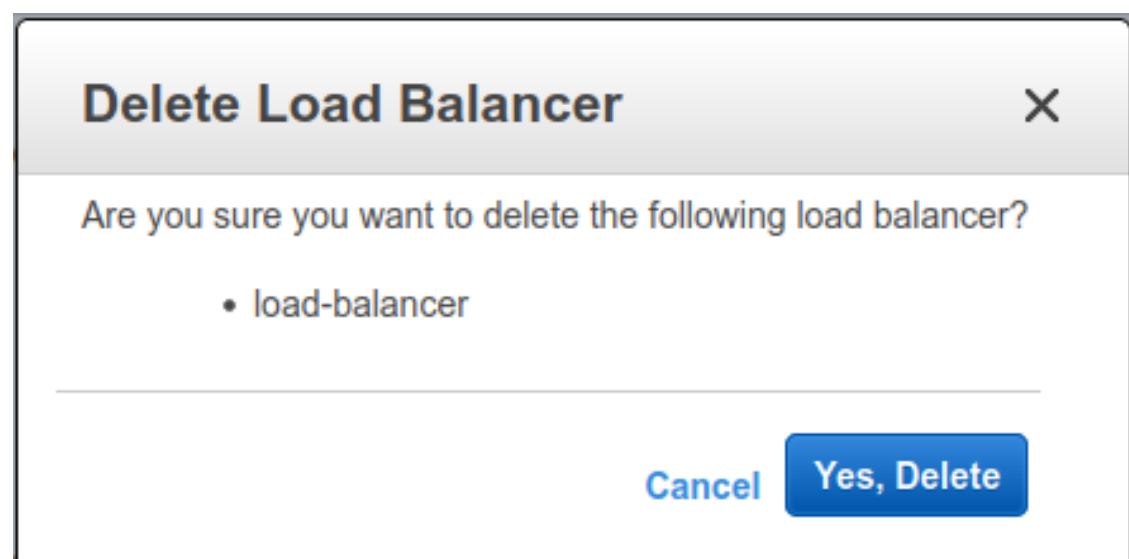 Delete Load Balancer
Are you sure you want to delete the following load balancer?
• load-balancer
Cancel
Yes, Delete